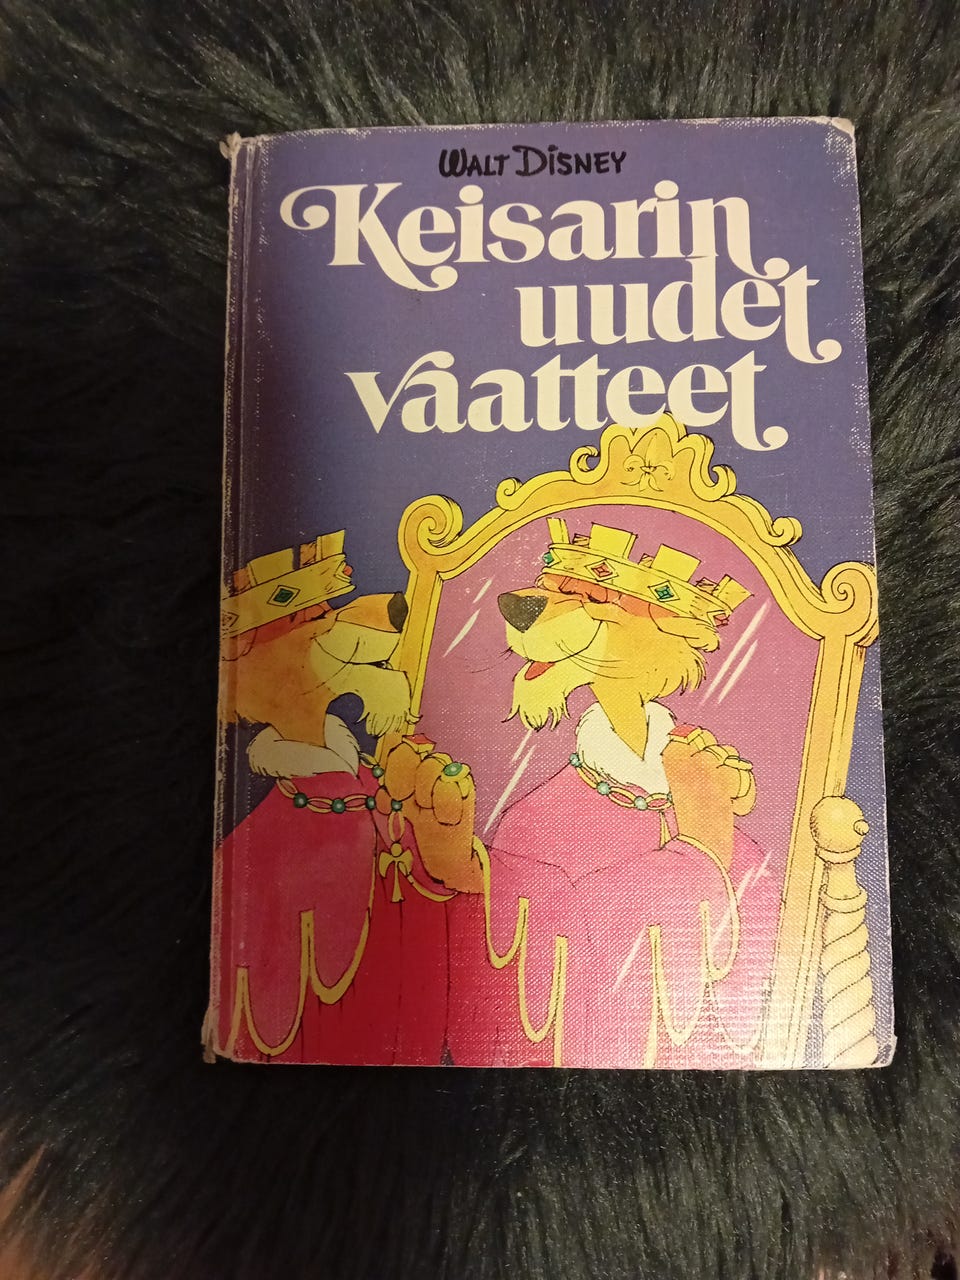 WALT DISNEY
Keisarin
uudet
vaatteet